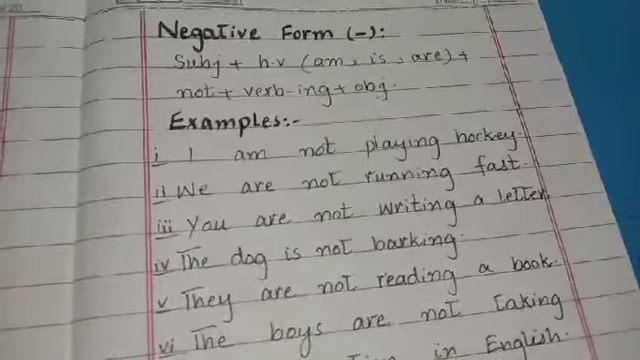 Negative Form (-):
Subj + h.v (am, is, are) +
not + verb-ing + obj.
Examples:-
i I am not playing hockey.
ii We are not running fast.
iii You are not writing a letter.
iv The dog is not barking.
v They are not reading a book.
vi The boys are not taking
in English.